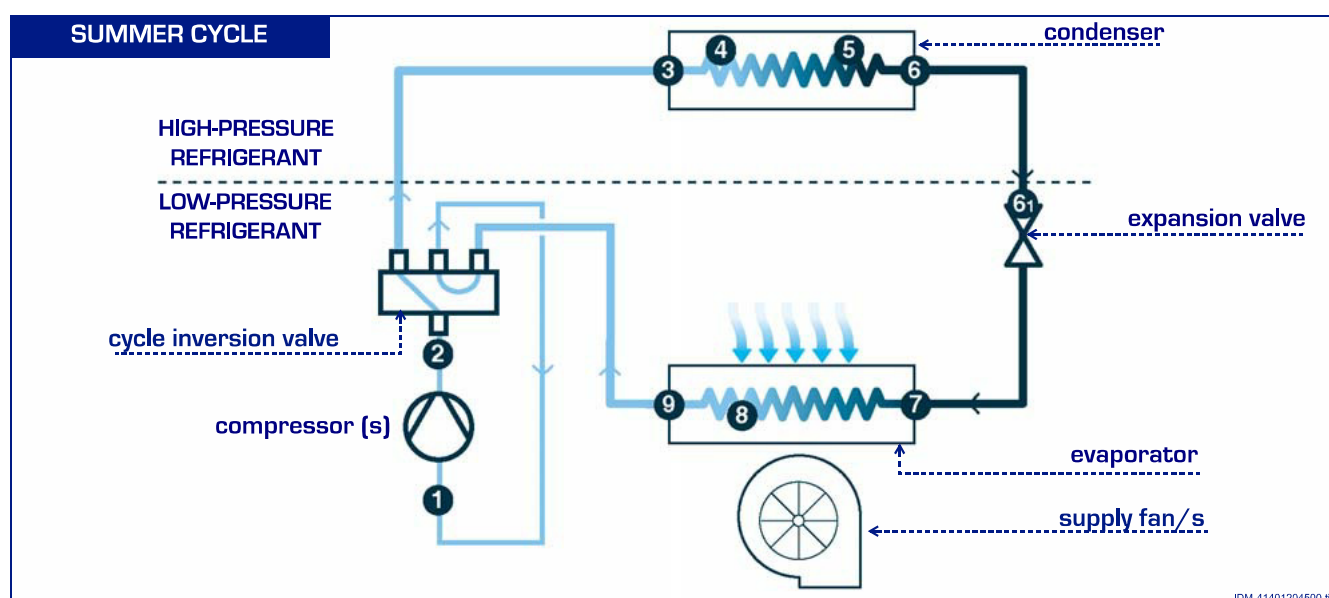 SUMMER CYCLE
condenser
4
5
3
6
HIGH-PRESSURE
REFRIGERANT
LOW-PRESSURE
REFRIGERANT
61
expansion valve
cycle inversion valve
2
compressor (s)
9
8
7
evaporator
1
supply fan/s